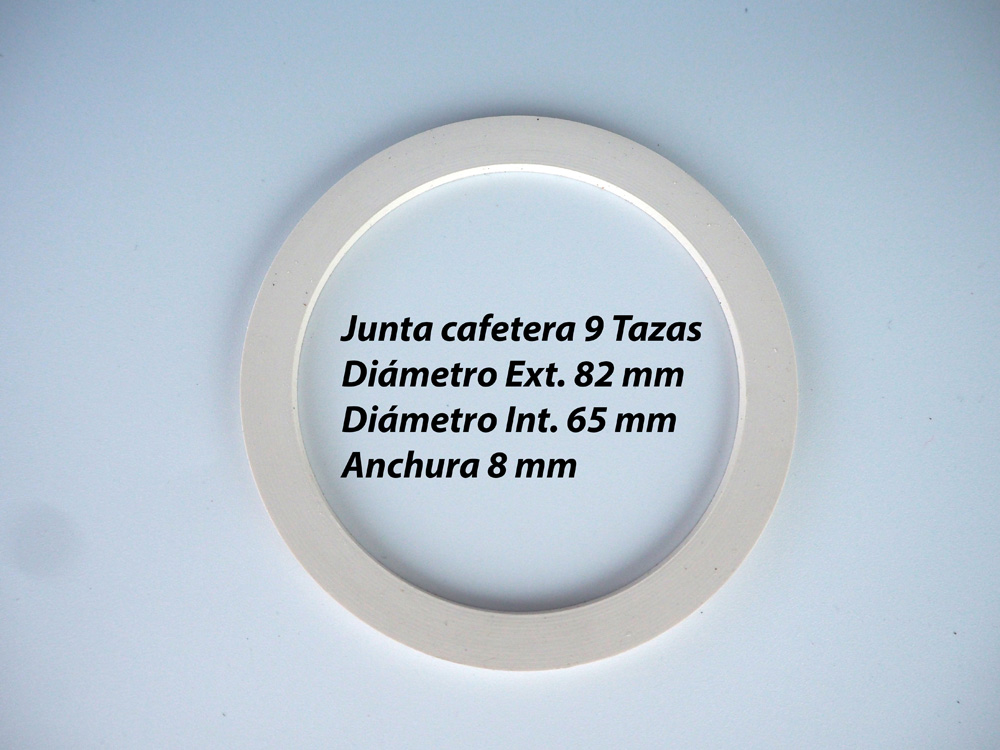 Junta cafetera 9 Tazas
Diámetro Ext. 82 mm
Diámetro Int. 65 mm
Anchura 8 mm